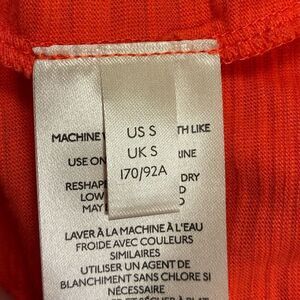 US S
UK S
170/92A
MACHINE
TH LIKE
USE ON
RINE
RESHAP
DRY
LOW
D
MAY
LAVER À LA MACHINE À L'EAU
FROIDE AVEC COULEURS
SIMILAIRES
UTILISER UN AGENT DE
BLANCHIMENT SANS CHLORE SI
NÉCESSAIRE